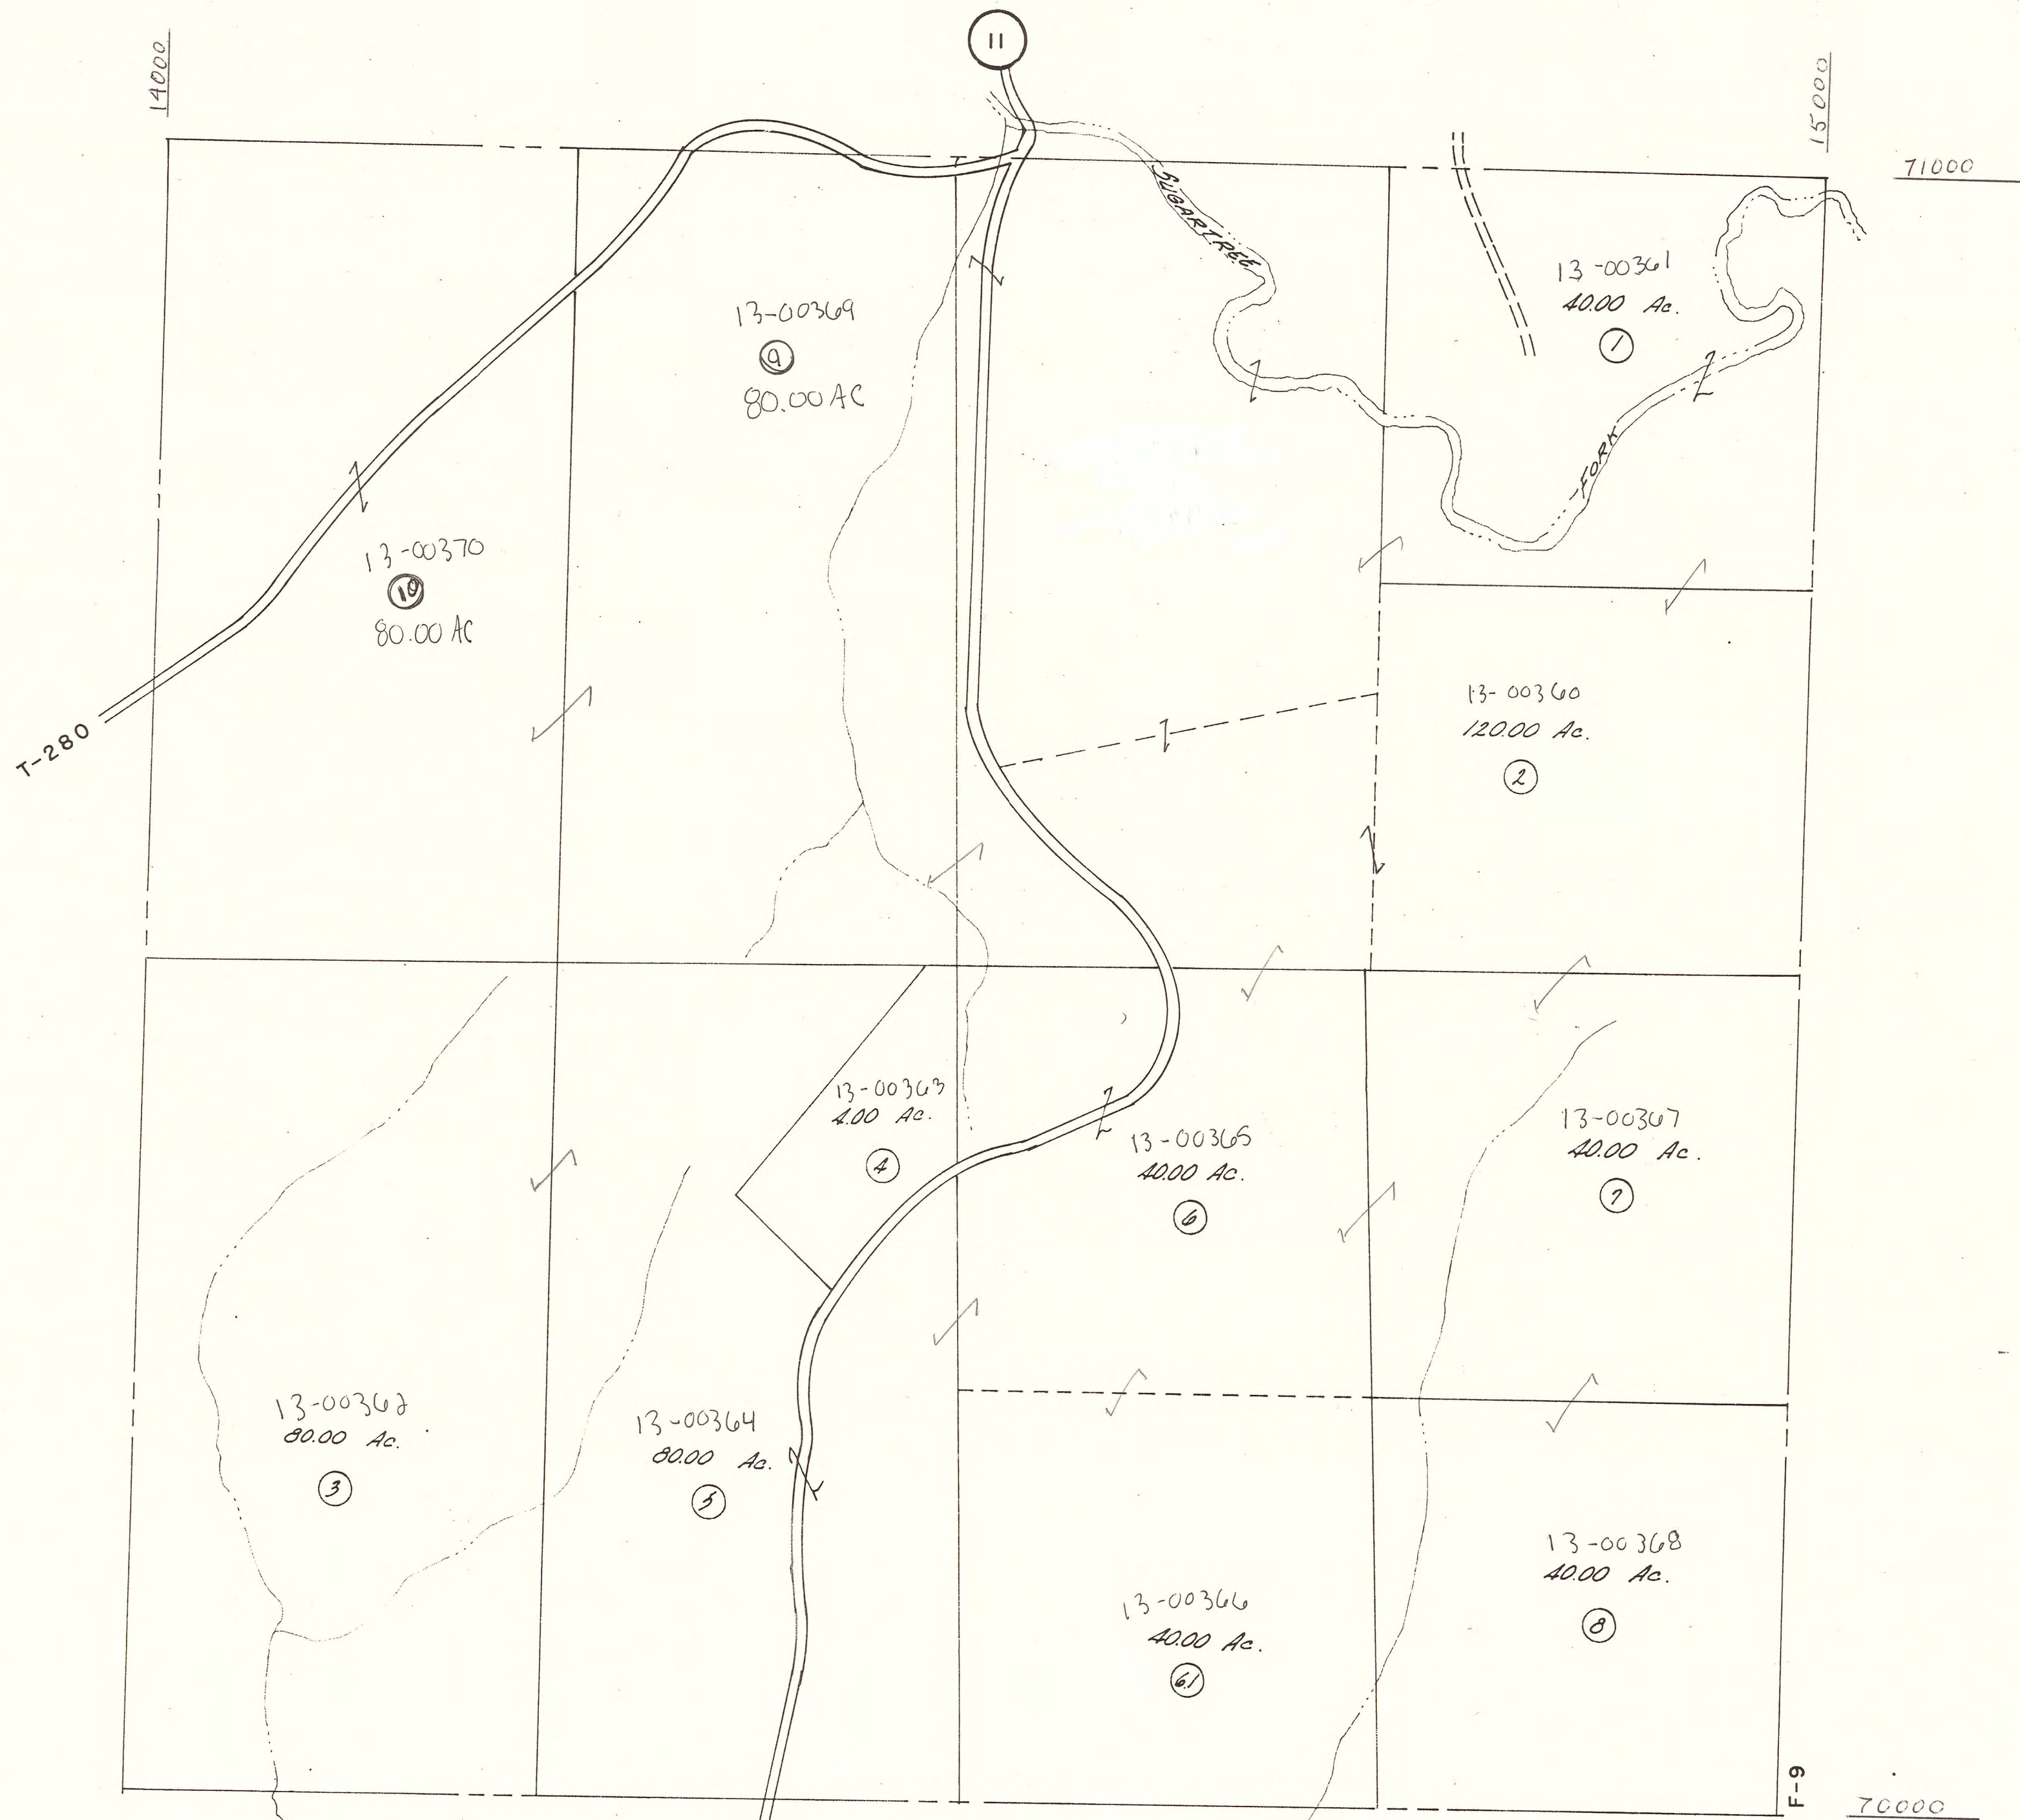 11
14000
15000
71000
SUGARTREE
13-00361
40.00 Ac.
1
13-00369
9
80.00 AC
FORK
13-00370
10
80.00 AC
13-00360
120.00 Ac.
2
T-280
13-00363
4.00 Ac.
4
13-00365
40.00 Ac.
6
13-00367
40.00 Ac.
7
13-00362
80.00 Ac.
3
13-00364
80.00 Ac.
5
13-00366
40.00 Ac.
6.1
13-00368
40.00 Ac.
8
F-9
70000